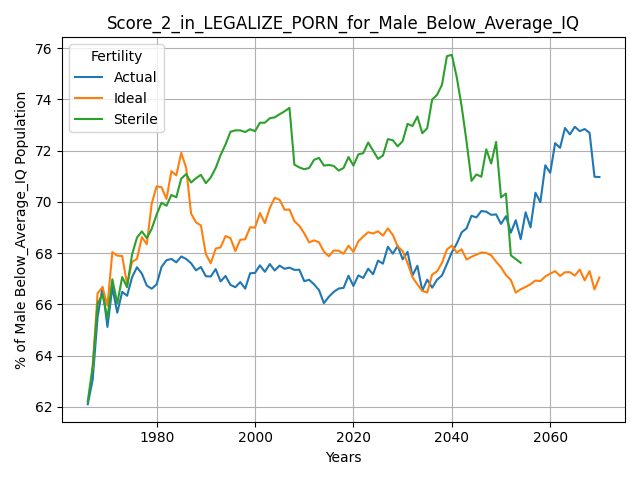 Score_2_in_LEGALIZE_PORN_for_Male_Below_Average_IQ
% of Male Below_Average_IQ Population
76
74
72
70
68
66
64
62
Fertility
Actual
Ideal
Sterile
1980 2000 2020 2040 2060
Years